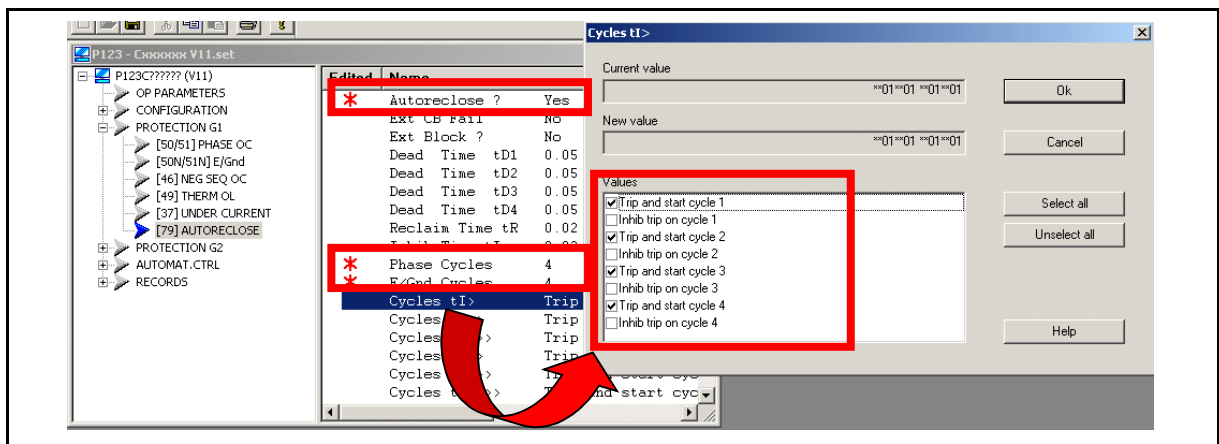 P123 - Cxxxxxx V11.set
P123C?????? (V11)
OP PARAMETERS
CONFIGURATION
PROTECTION G1
[50/51] PHASE OC
[50N/51N] E/Gnd
[46] NEG SEQ OC
[49] THERM OL
[37] UNDER CURRENT
[79] AUTORECLOSE
PROTECTION G2
AUTOMAT.CTRL
RECORDS
Edited Name
* Autoreclose ? Yes
Ext CB Fail No
Ext Block ? No
Dead Time tD1 0.05
Dead Time tD2 0.05
Dead Time tD3 0.05
Dead Time tD4 0.05
Reclaim Time tR 0.02
* Phase Cycles 4
* E/Gnd Cycles 4
Cycles tI> Trip
Cycles Trip
Cycles Trip
Cycles Trip
Cycles start cyc
Cycles and start cyc
Cycles tI>
Current value
**01**01 **01**01
New value
**01**01 **01**01
Values
Trip and start cycle 1
Inhib trip on cycle 1
Trip and start cycle 2
Inhib trip on cycle 2
Trip and start cycle 3
Inhib trip on cycle 3
Trip and start cycle 4
Inhib trip on cycle 4
Ok
Cancel
Select all
Unselect all
Help